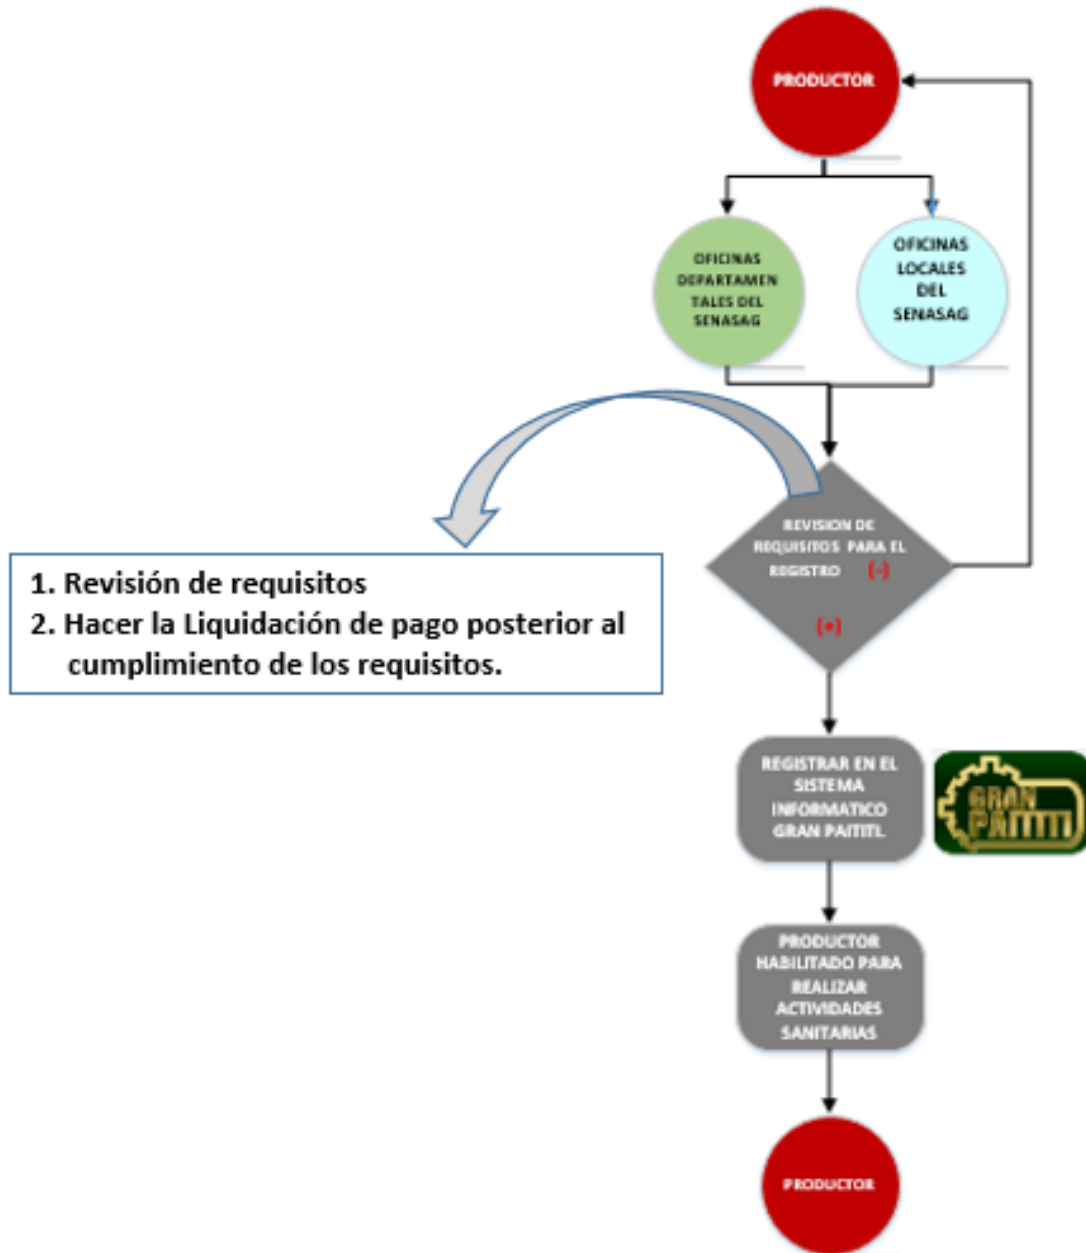 PRODUCTOR
OFICINAS
DEPARTAMEN
TALES DEL
SENASAG
OFICINAS
LOCALES
DEL
SENASAG
REVISION DE
REQUISITOS PARA EL
REGISTRO (-)
(+)
1. Revisión de requisitos
2. Hacer la Liquidación de pago posterior al
cumplimiento de los requisitos.
REGISTRAR EN EL
SISTEMA
INFORMATICO
GRAN PAITITI.
GRAN
PAITITI
PRODUCTOR
HABILITADO PARA
REALIZAR
ACTIVIDADES
SANITARIAS
PRODUCTOR